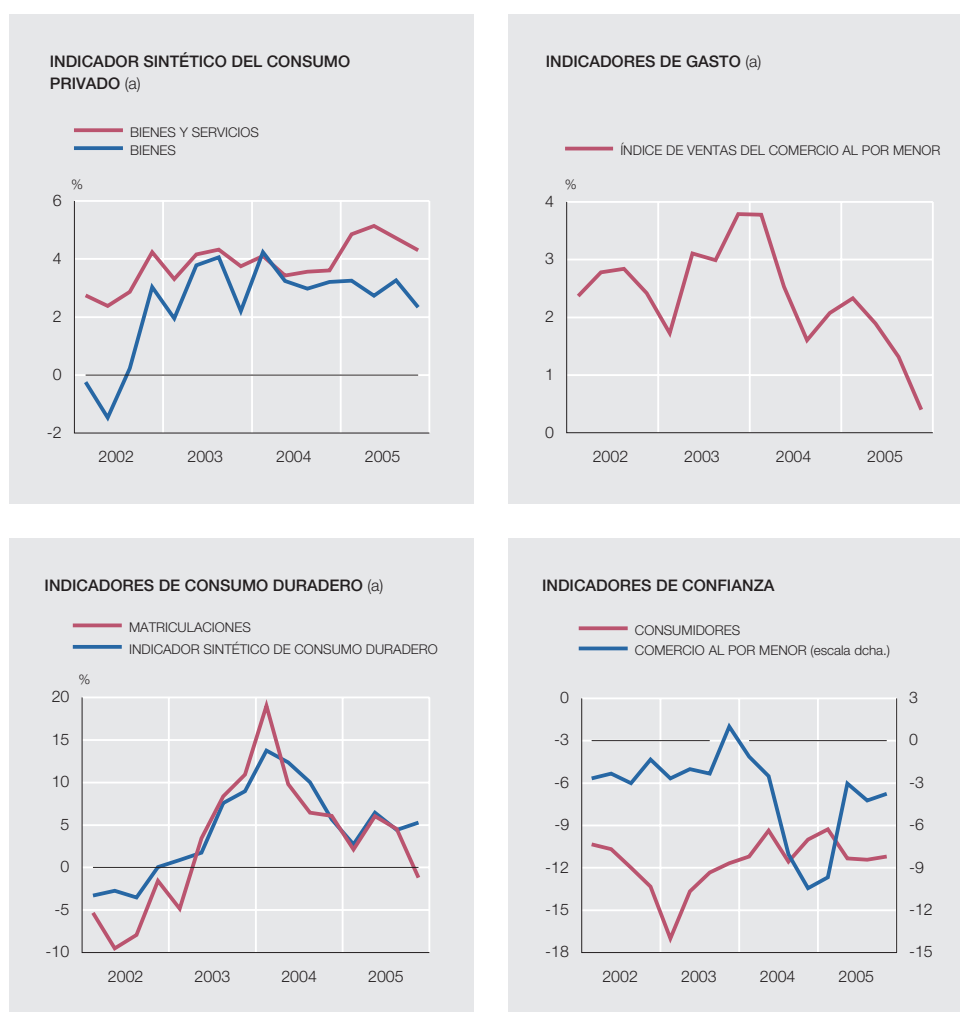 INDICADOR SINTÉTICO DEL CONSUMO
PRIVADO (a)
BIENES Y SERVICIOS
BIENES
%
6
4
2
0
-2
2002 2003 2004 2005
INDICADORES DE GASTO (a)
ÍNDICE DE VENTAS DEL COMERCIO AL POR MENOR
%
4
3
2
1
0
2002 2003 2004 2005
INDICADORES DE CONSUMO DURADERO (a)
MATRICULACIONES
INDICADOR SINTÉTICO DE CONSUMO DURADERO
%
20
15
10
5
0
-5
-10
2002 2003 2004 2005
INDICADORES DE CONFIANZA
CONSUMIDORES
COMERCIO AL POR MENOR (escala dcha.)
0 3
-3 0
-6 -3
-9 -6
-12 -9
-15 -12
-18 -15
2002 2003 2004 2005